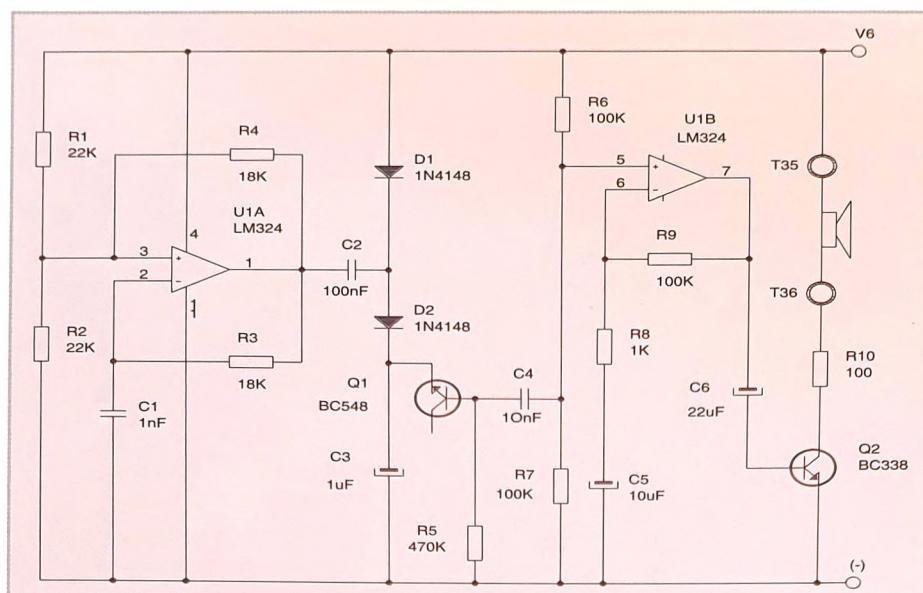 V6
R1
22K
R4
18K
D1
1N4148
R6
100K
U1B
LM324
5
6
7
T35
U1A
LM324
4
3
2
1
C2
100nF
R9
100K
T36
R2
22K
R3
18K
D2
1N4148
R8
1K
R10
100
C1
1nF
Q1
BC548
C4
1OnF
C6
22uF
Q2
BC338
C3
1uF
R7
100K
C5
10uF
R5
470K
(-)